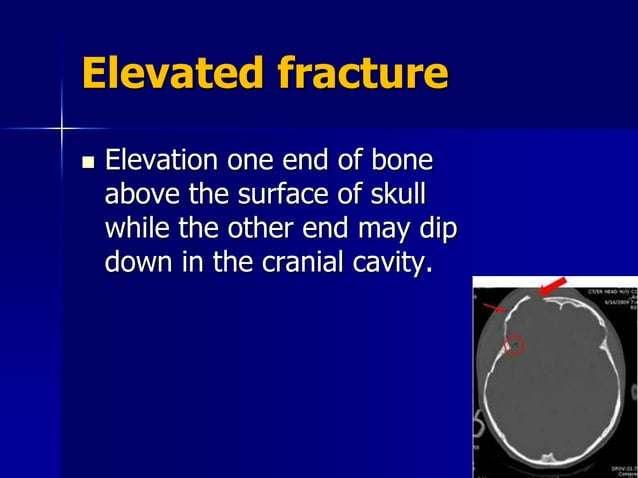 Elevated fracture
Elevation one end of bone
above the surface of skull
while the other end may dip
down in the cranial cavity.